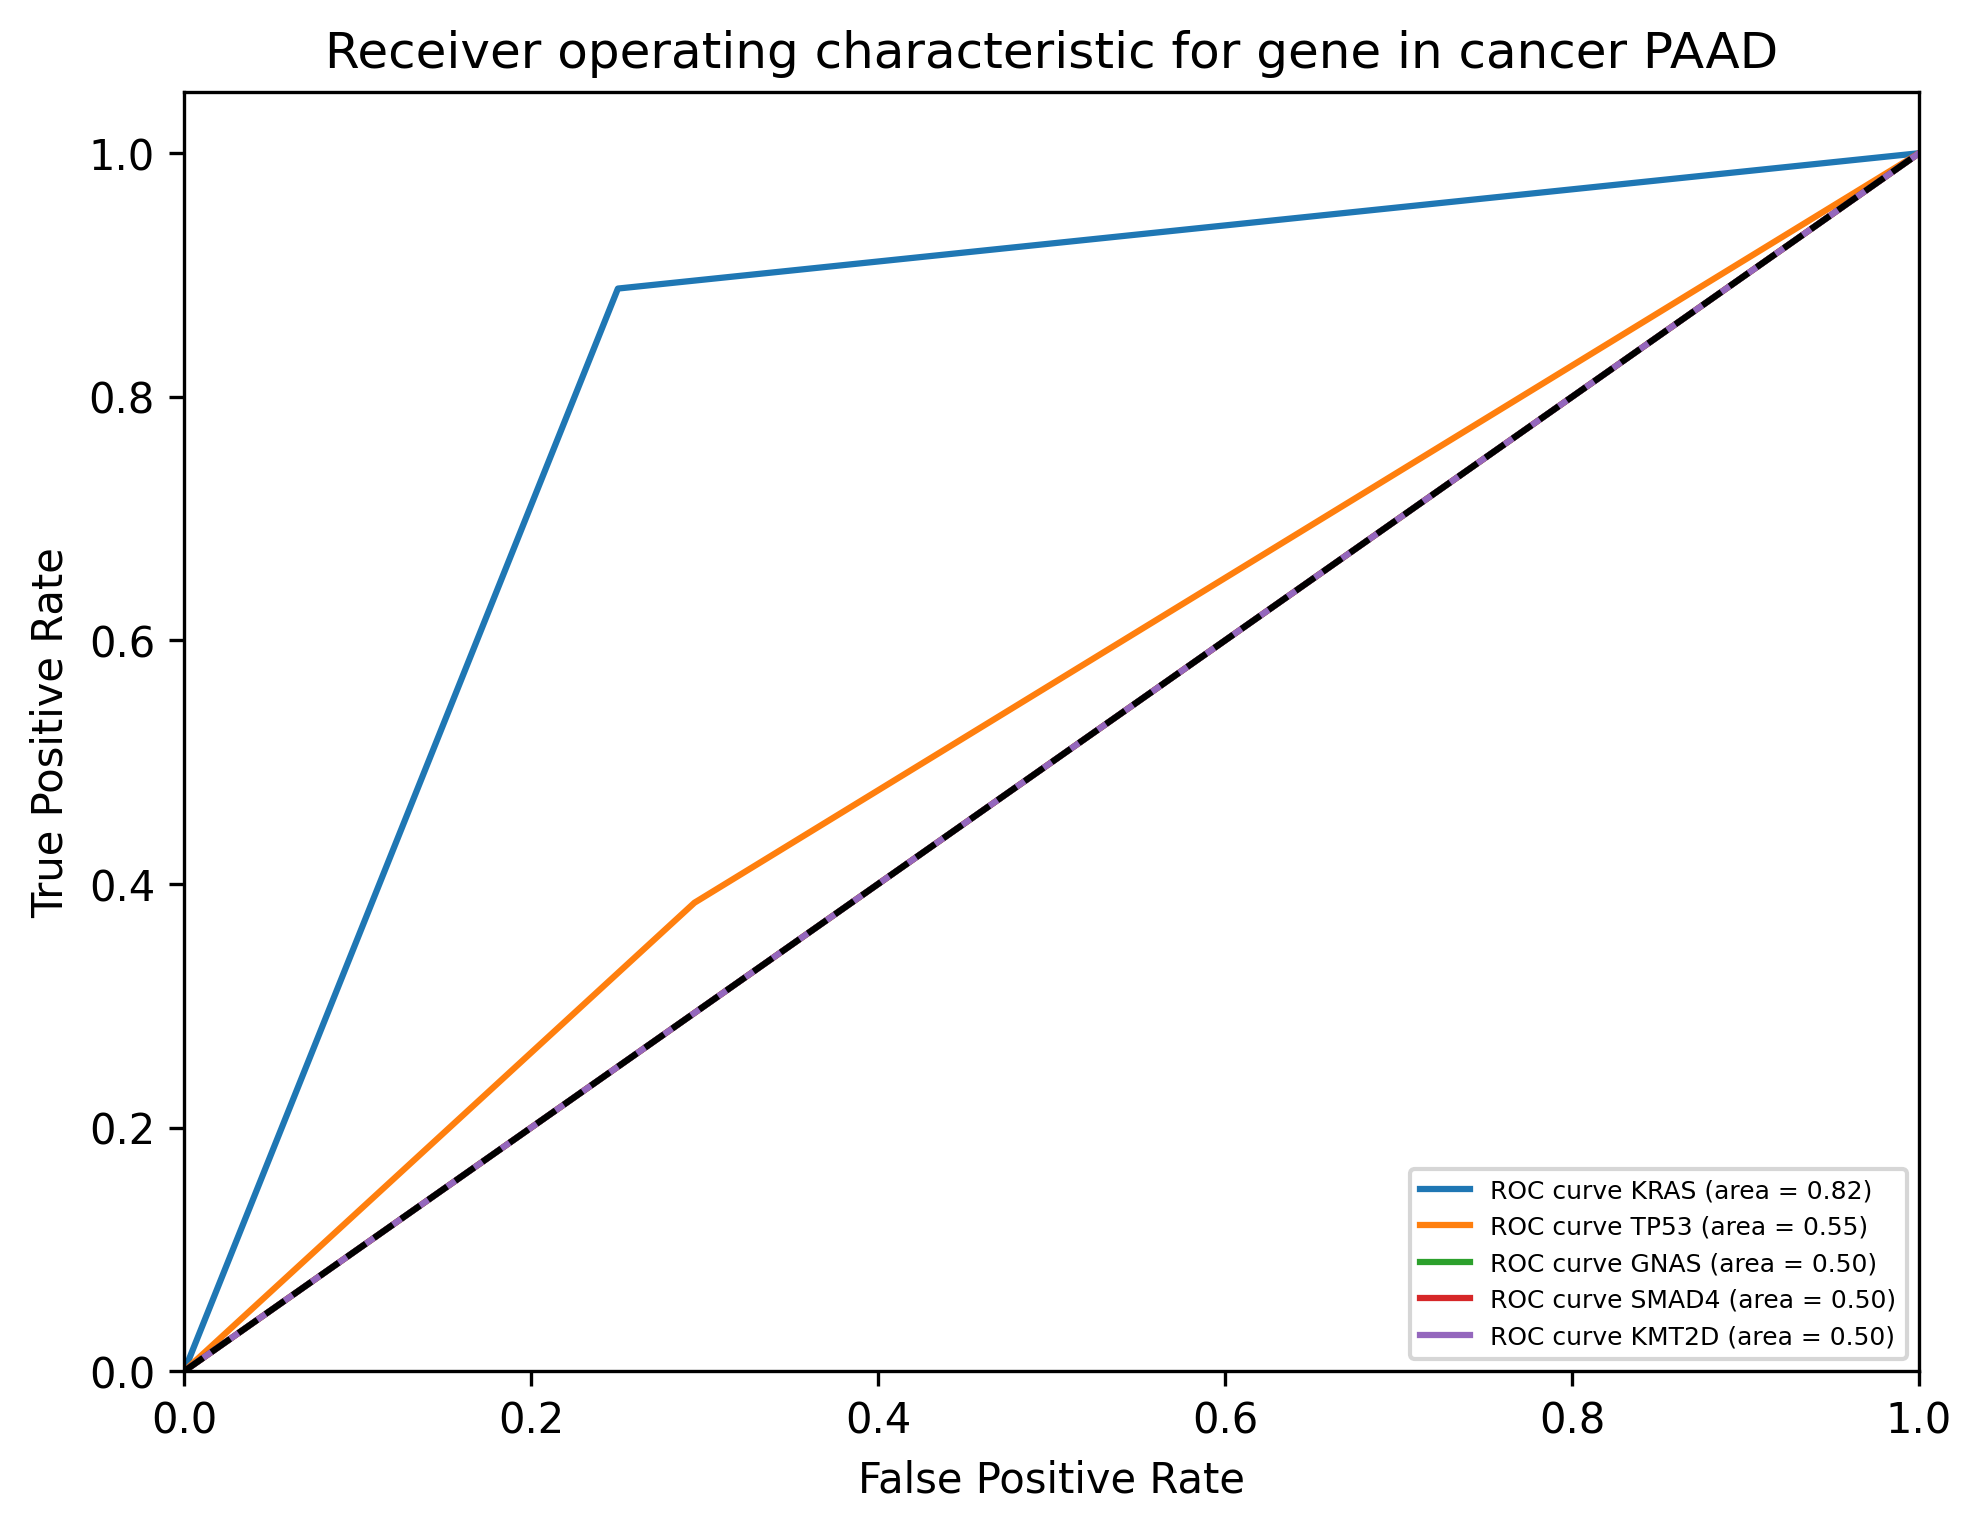 Receiver operating characteristic for gene in cancer PAAD
True Positive Rate
1.0
0.8
0.6
0.4
0.2
0.0
ROC curve KRAS (area = 0.82)
ROC curve TP53 (area = 0.55)
ROC curve GNAS (area = 0.50)
ROC curve SMAD4 (area = 0.50)
ROC curve KMT2D (area = 0.50)
0.0 0.2 0.4 0.6 0.8 1.0
False Positive Rate